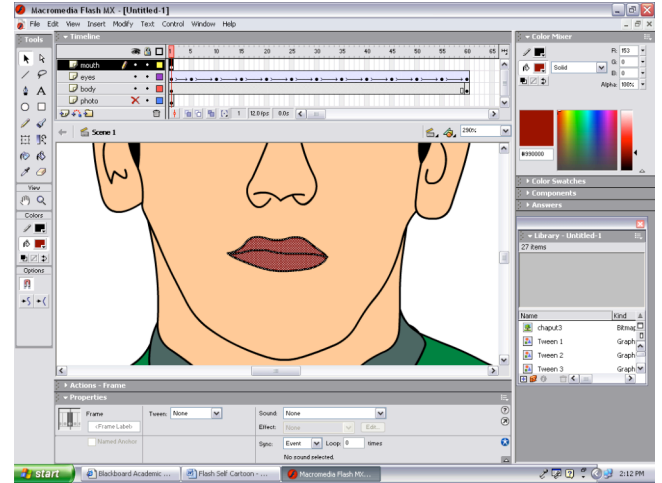 Macromedia Flash MX - [Untitled-1]
File Edit View Insert Modify Text Control Window Help
Tools
Timeline
1 5 10 15 20 25 30 35 40 45 50 55 60 65
mouth
eyes
body
photo
1 12.0 fps 0.0s
Scene 1 290%
View
Colors
Options
Color Mixer
R: 153
Solid G: 0
B: 0
Alpha: 100%
#990000
Color Swatches
Components
Answers
Library - Untitled-1
27 items
Name Kind
chaput3 Bitmap
Tween 1 Graph
Tween 2 Graph
Tween 3 Graph
Actions - Frame
Properties
Frame Tween: None Sound: None
<Frame Label> Effect: None Edit...
Named Anchor Sync: Event Loop: 0 times
No sound selected.
start Blackboard Academic ... Flash Self Cartoon - ... Macromedia Flash MX... 2:12 PM